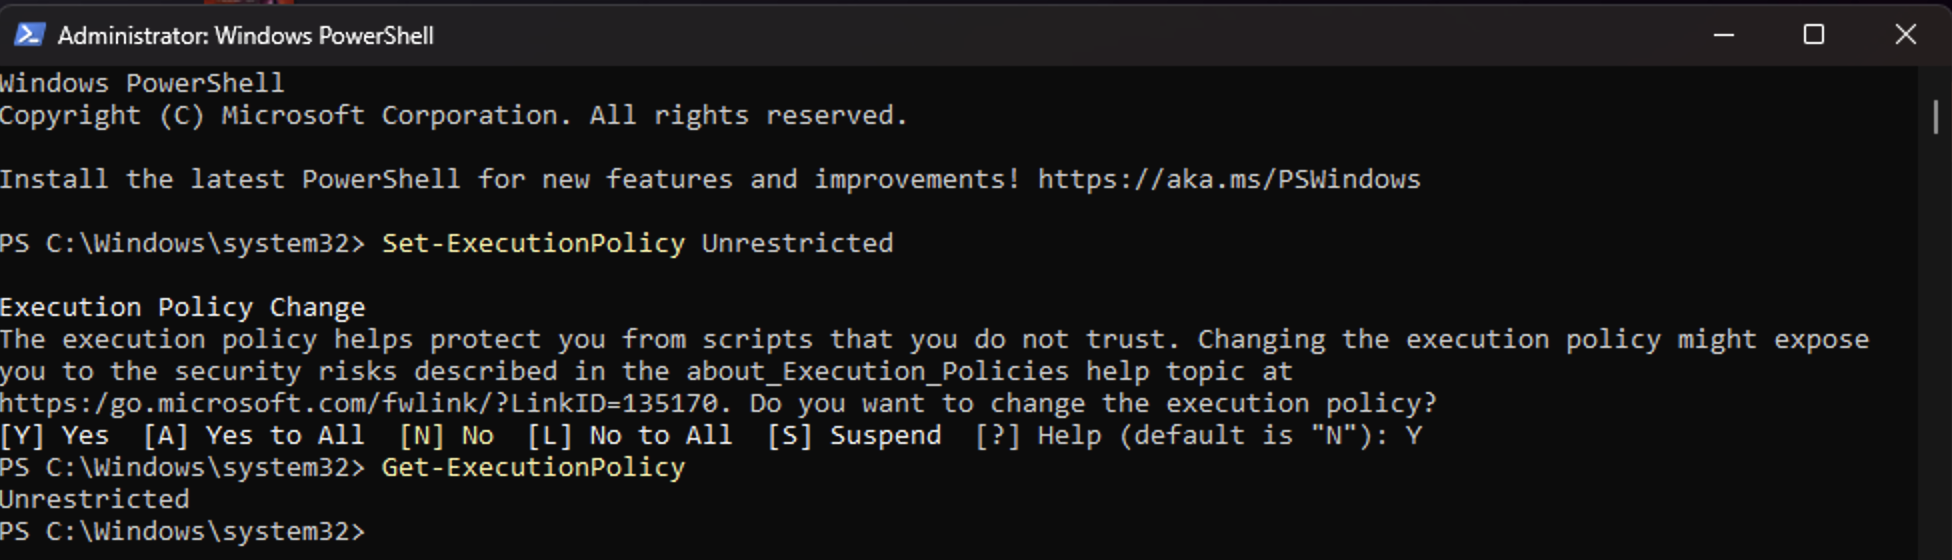 Administrator: Windows PowerShell
Windows PowerShell
Copyright (C) Microsoft Corporation. All rights reserved.
Install the latest PowerShell for new features and improvements! https://aka.ms/PSWindows
PS C:\Windows\system32> Set-ExecutionPolicy Unrestricted
Execution Policy Change
The execution policy helps protect you from scripts that you do not trust. Changing the execution policy might expose
you to the security risks described in the about_Execution_Policies help topic at
https:/go.microsoft.com/fwlink/?LinkID=135170. Do you want to change the execution policy?
[Y] Yes  [A] Yes to All  [N] No  [L] No to All  [S] Suspend  [?] Help (default is "N"): Y
PS C:\Windows\system32> Get-ExecutionPolicy
Unrestricted
PS C:\Windows\system32>